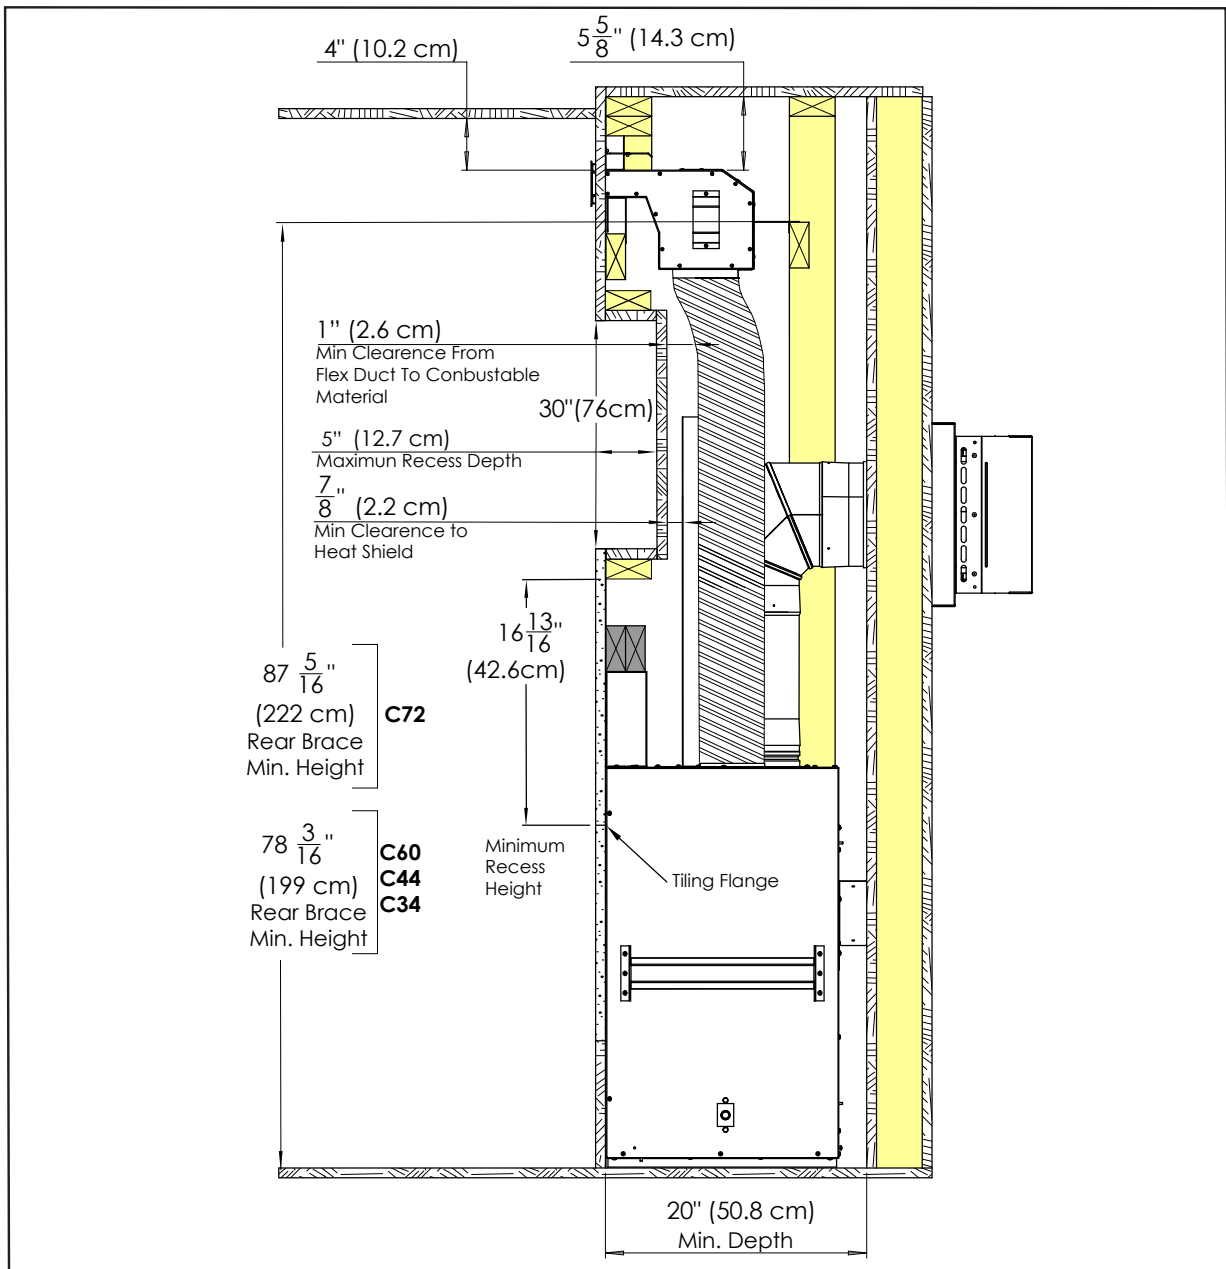 4" (10.2 cm)
5 5/8" (14.3 cm)
1" (2.6 cm)
Min Clearence From
Flex Duct To Conbustable
Material
30"(76cm)
5" (12.7 cm)
Maximun Recess Depth
7/8" (2.2 cm)
Min Clearence to
Heat Shield
16 13/16"
(42.6cm)
87 5/16"
(222 cm)
Rear Brace
Min. Height
C72
78 3/16"
(199 cm)
Rear Brace
Min. Height
C60
C44
C34
Minimum
Recess
Height
Tiling Flange
20" (50.8 cm)
Min. Depth